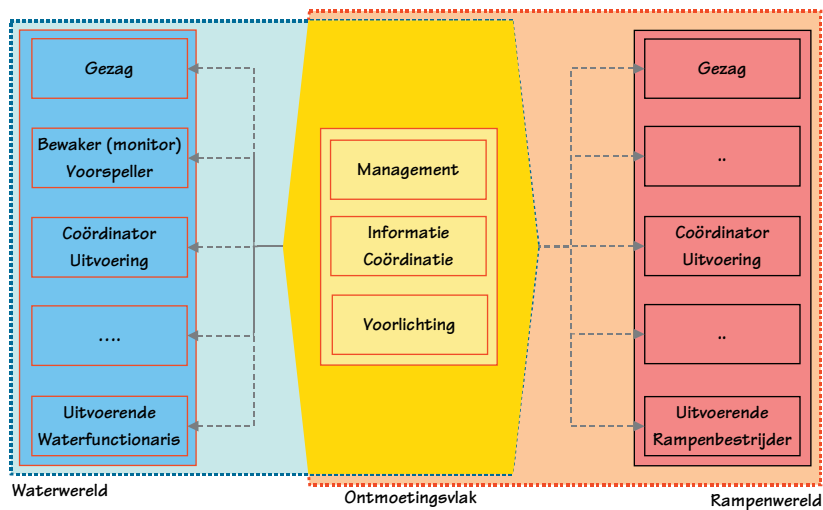 Gezag
Bewaker (monitor)
Voorspeller
Coördinator
Uitvoering
....
Uitvoerende
Waterfunctionaris
Waterwereld
Management
Informatie
Coördinatie
Voorlichting
Ontmoetingsvlak
Gezag
..
Coördinator
Uitvoering
..
Uitvoerende
Rampenbestrijder
Rampenwereld